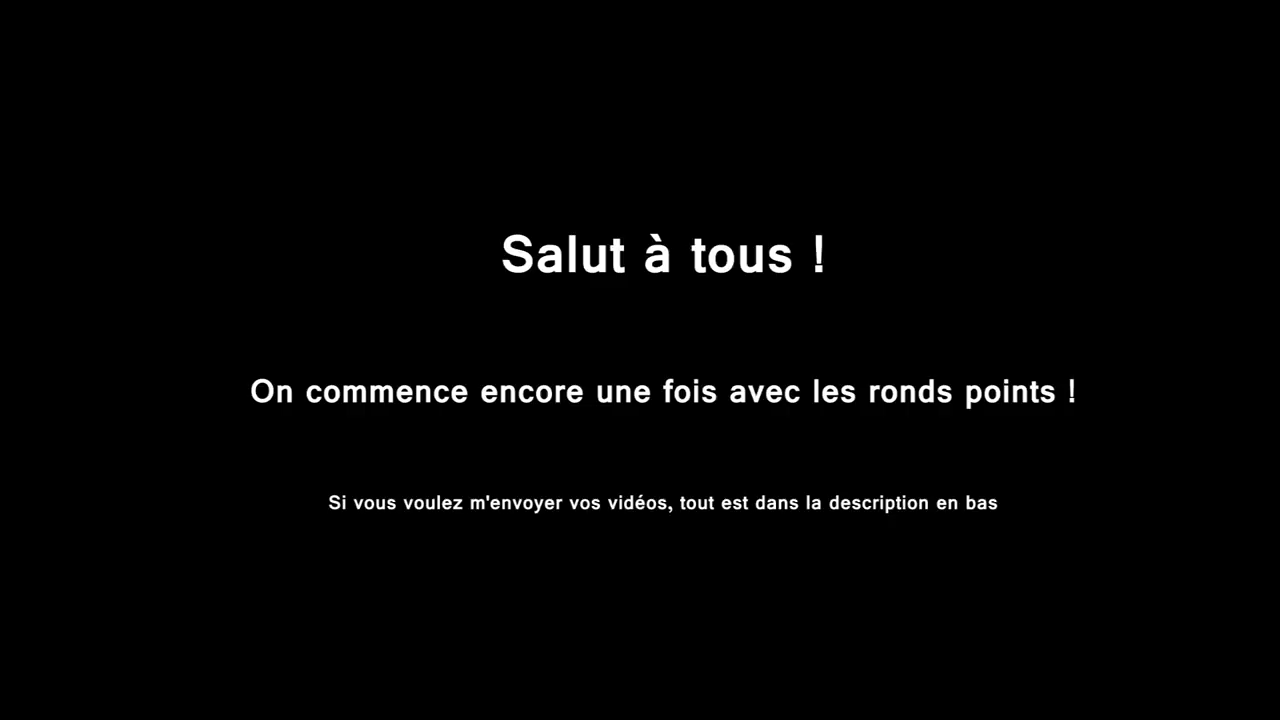 Salut à tous !
On commence encore une fois avec les ronds points !
Si vous voulez m'envoyer vos vidéos, tout est dans la description en bas